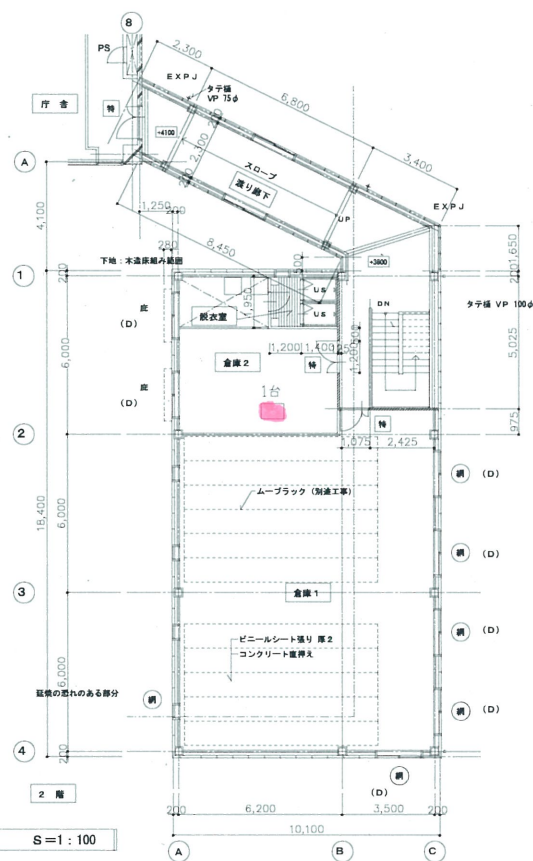 8
PS
2,300
EXPJ
タテ樋
VP 75φ
庁 舎
特
6,800
+4100
2,300
スロープ
渡り廊下
3,400
A
EXPJ
UP
4,100
1,250
200
280
8,450
+3800
1,650
下地:木造床組み範囲
500
1
200
220
US
US
1,950
DN
タテ樋 VP 100φ
庇
(D)
脱衣室
5,025
1,200
1,400
1,200
倉庫2
特
6,000
1台
庇
(D)
特
975
2
1,075
2,425
網
(D)
ムーブラック(別途工事)
18,400
6,000
網
(D)
3
倉庫1
網
(D)
ビニールシート張り 厚2
コンクリート直押え
6,000
延焼の恐れのある部分
網
網
(D)
4
200
網
(D)
2 階
200
6,200
3,500
200
10,100
S=1:100
A
B
C